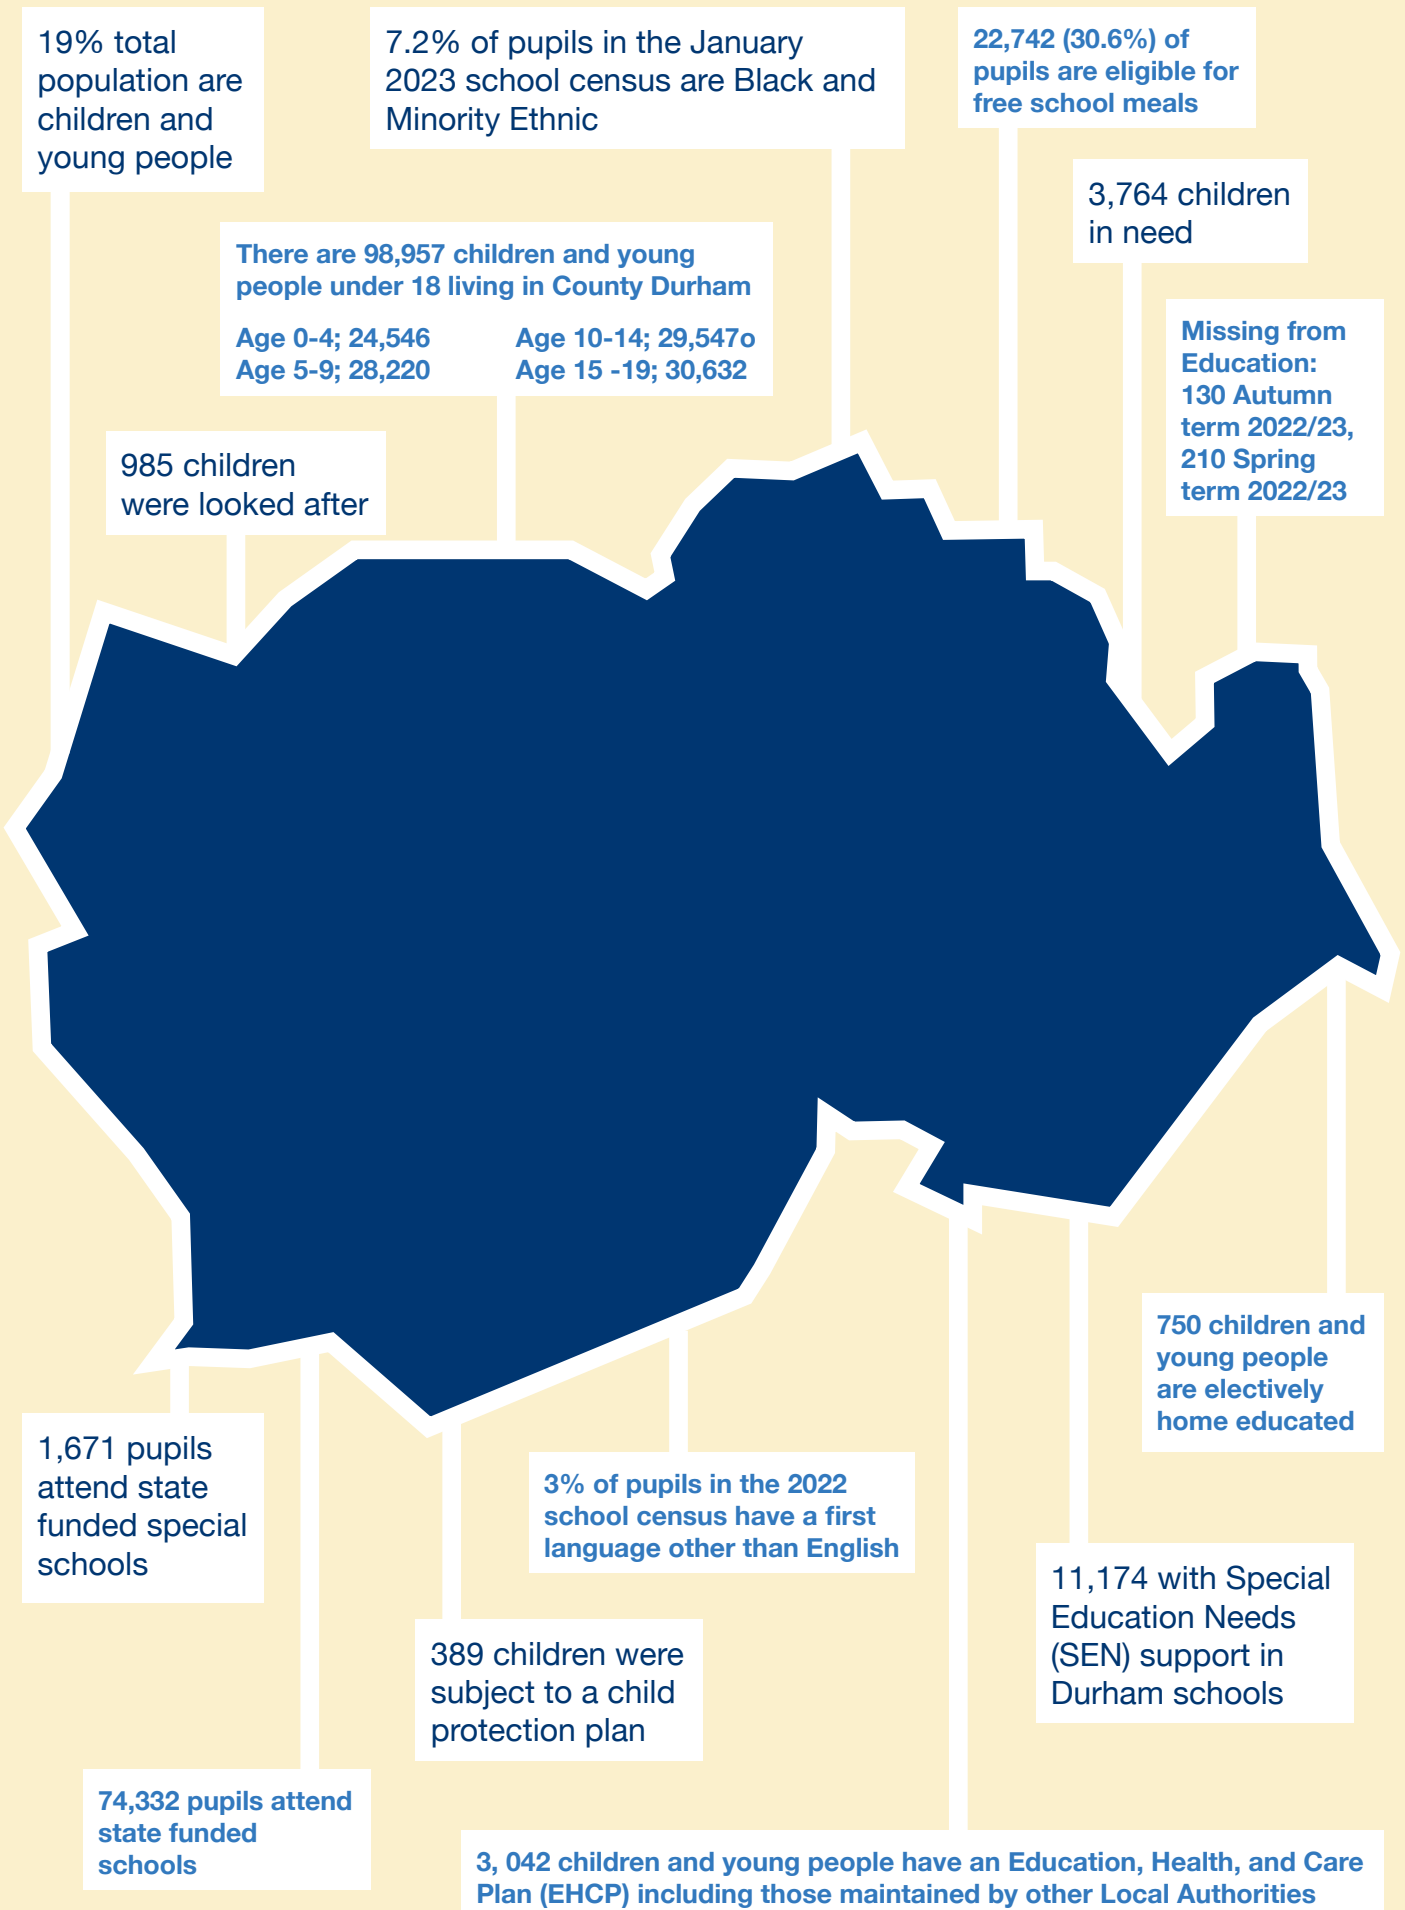 19% total
population are
children and
young people
7.2% of pupils in the January
2023 school census are Black and
Minority Ethnic
22,742 (30.6%) of
pupils are eligible for
free school meals
3,764 children
in need
There are 98,957 children and young
people under 18 living in County Durham
Age 0-4; 24,546
Age 5-9; 28,220
Age 10-14; 29,547o
Age 15 -19; 30,632
Missing from
Education:
130 Autumn
term 2022/23,
210 Spring
term 2022/23
985 children
were looked after
750 children and
young people
are electively
home educated
1,671 pupils
attend state
funded special
schools
3% of pupils in the 2022
school census have a first
language other than English
11,174 with Special
Education Needs
(SEN) support in
Durham schools
389 children were
subject to a child
protection plan
74,332 pupils attend
state funded
schools
3, 042 children and young people have an Education, Health, and Care
Plan (EHCP) including those maintained by other Local Authorities